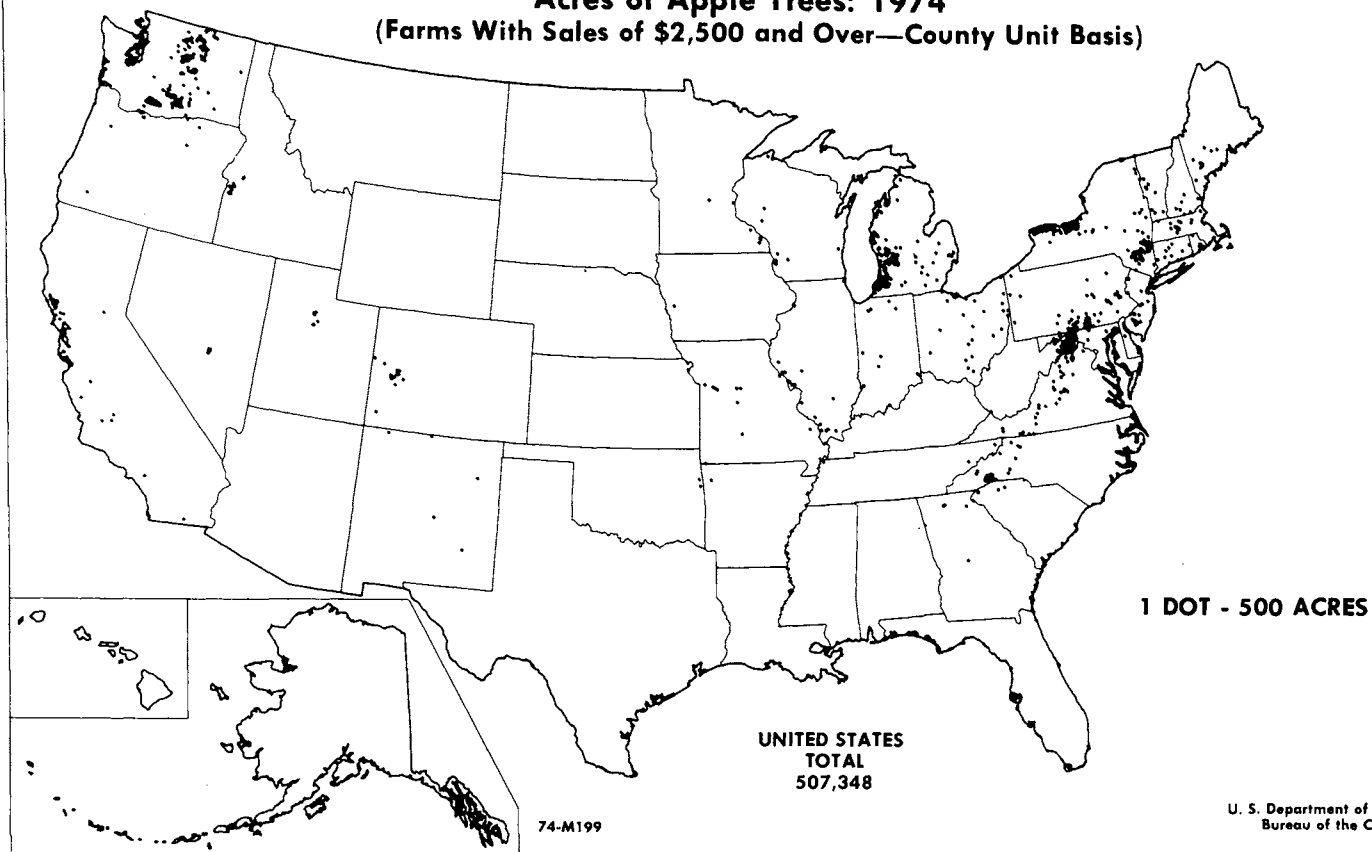 Acres of Apple Trees: 1974
(Farms With Sales of $2,500 and Over—County Unit Basis)
1 DOT - 500 ACRES
UNITED STATES
TOTAL
507,348
74-M199
U. S. Department of
Bureau of the